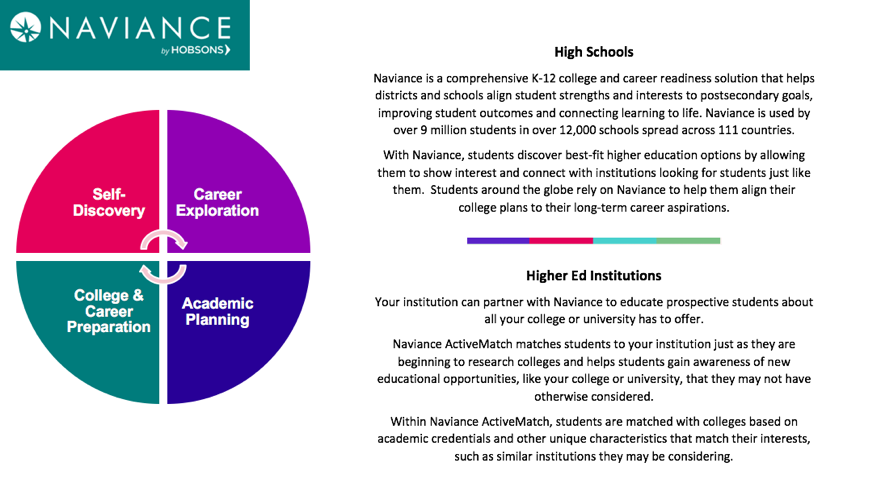 NAVIANCE
by HOBSONS
Self-
Discovery
Career
Exploration
College &
Career
Preparation
Academic
Planning
High Schools
Naviance is a comprehensive K-12 college and career readiness solution that helps
districts and schools align student strengths and interests to postsecondary goals,
improving student outcomes and connecting learning to life. Naviance is used by
over 9 million students in over 12,000 schools spread across 111 countries.
With Naviance, students discover best-fit higher education options by allowing
them to show interest and connect with institutions looking for students just like
them.  Students around the globe rely on Naviance to help them align their
college plans to their long-term career aspirations.
Higher Ed Institutions
Your institution can partner with Naviance to educate prospective students about
all your college or university has to offer.
Naviance ActiveMatch matches students to your institution just as they are
beginning to research colleges and helps students gain awareness of new
educational opportunities, like your college or university, that they may not have
otherwise considered.
Within Naviance ActiveMatch, students are matched with colleges based on
academic credentials and other unique characteristics that match their interests,
such as similar institutions they may be considering.